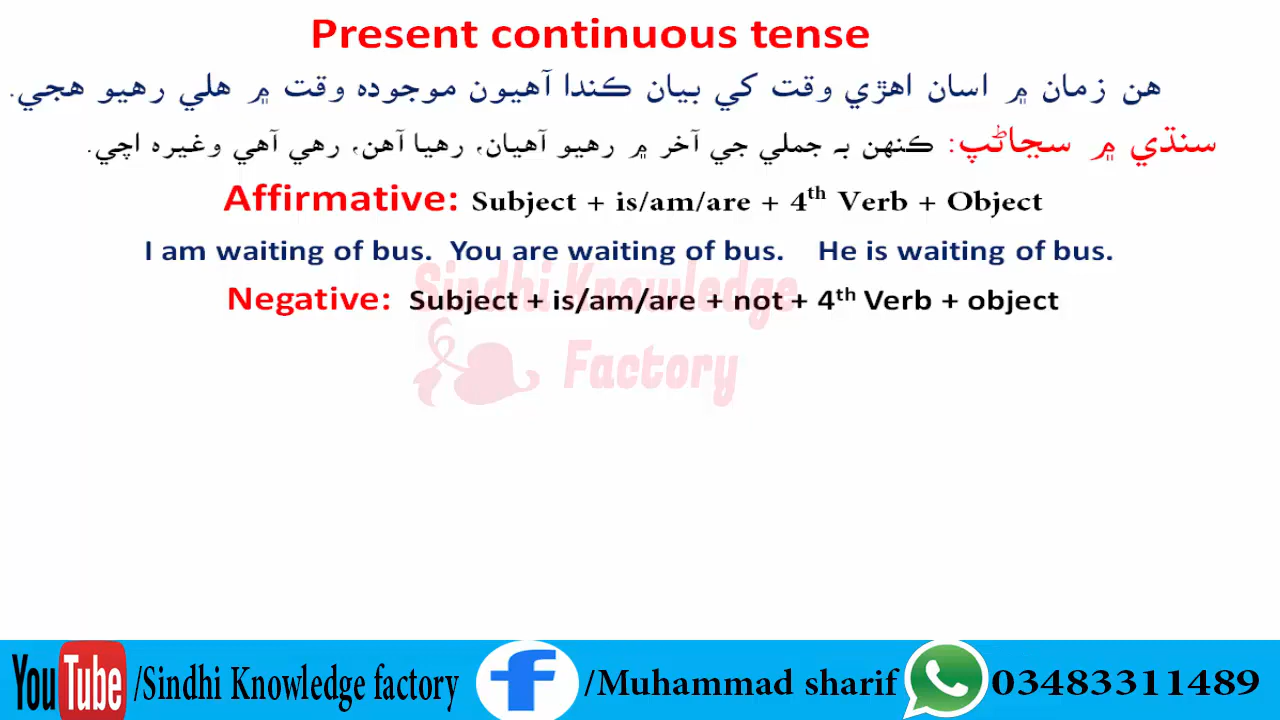 Present continuous tense
هن زمان ۾ اسان اهڙي وقت کي بيان ڪندا آهيون موجوده وقت ۾ هلي رهيو هجي.
سنڌي ۾ سڃاڻپ: ڪنهن به جملي جي آخر ۾ رهيو آهيان، رهيا آهن، رهي آهي وغيره اچي.
Affirmative: Subject + is/am/are + 4th Verb + Object
I am waiting of bus. You are waiting of bus. He is waiting of bus.
Negative: Subject + is/am/are + not + 4th Verb + object
Sindhi Knowledge
Factory
YouTube /Sindhi Knowledge factory f /Muhammad sharif 03483311489